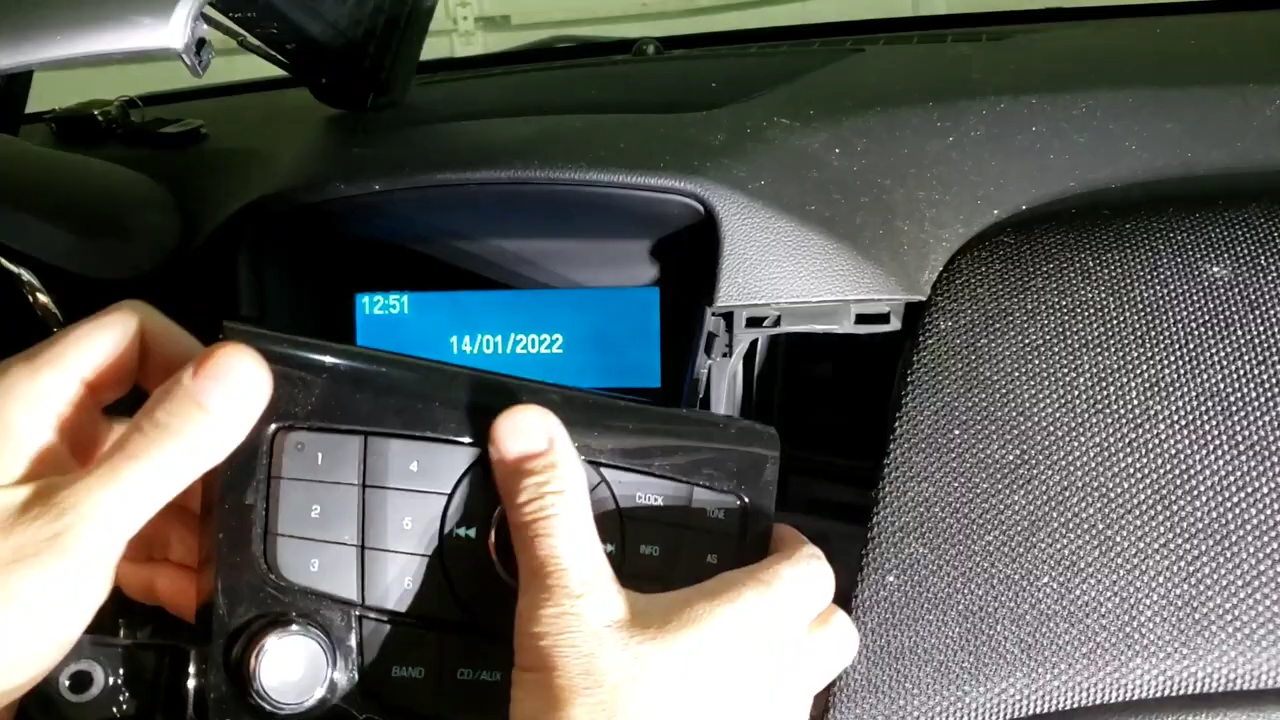 12:51
14/01/2022
1 4
2 5
3 6
CLOCK TONE
INFO AS
BAND CD/AUX